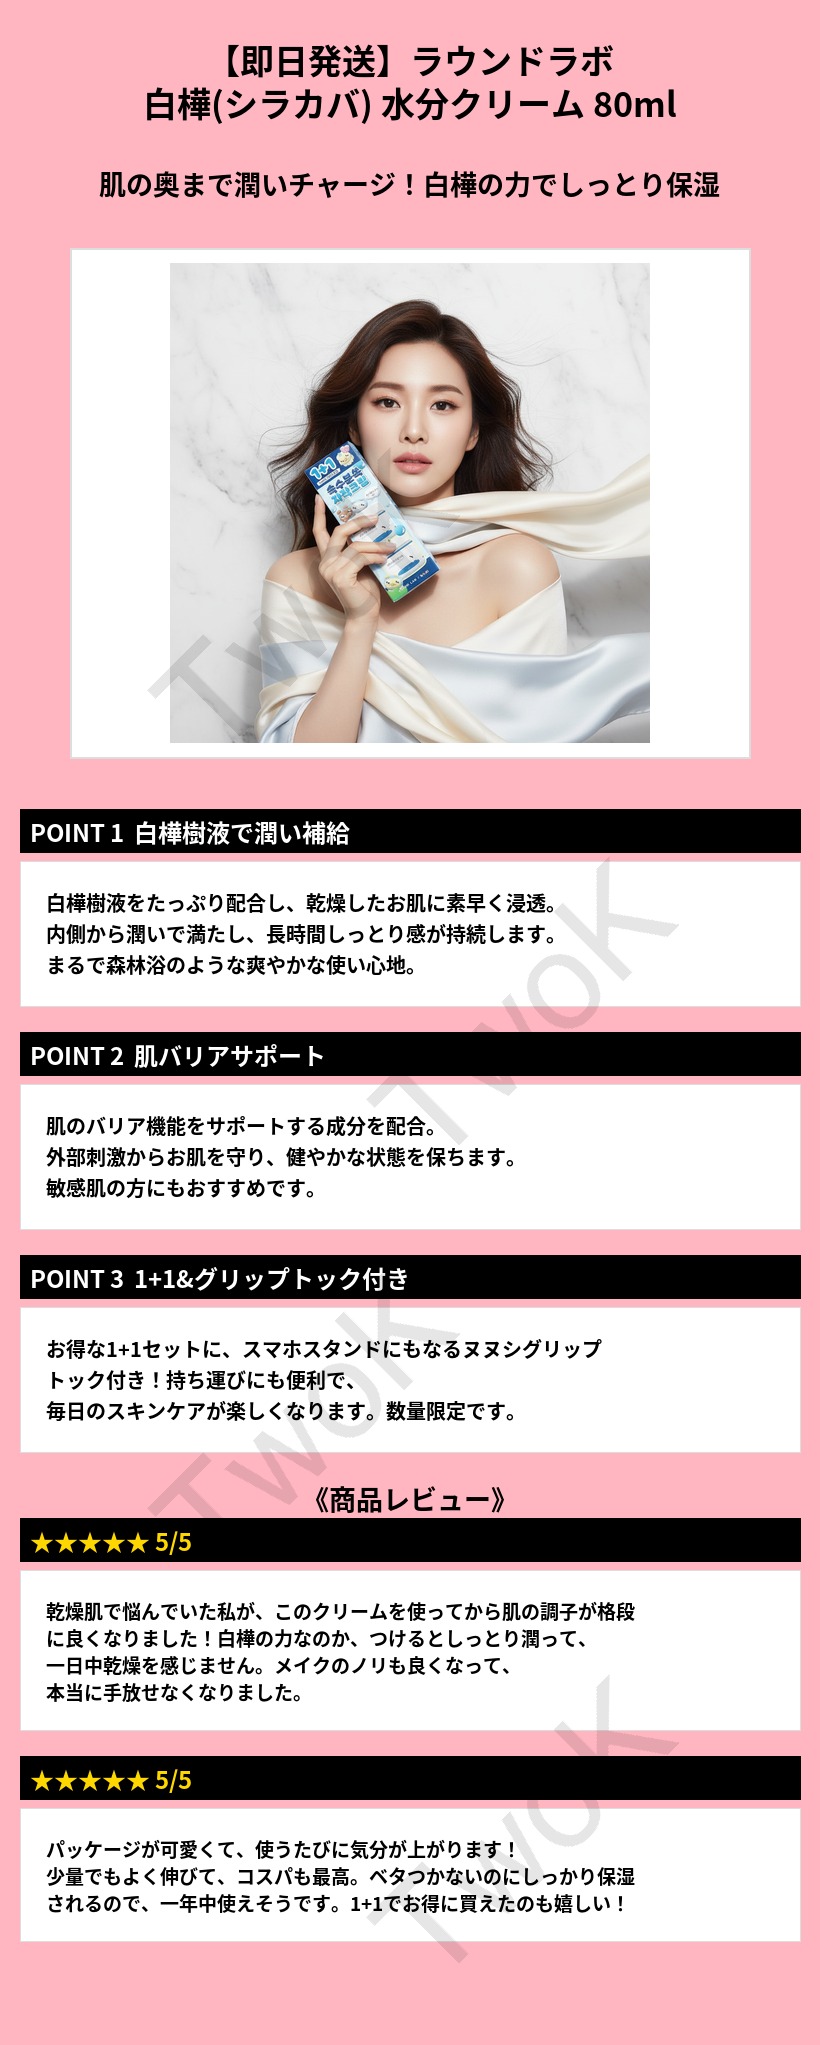 【即日発送】ラウンドラボ
白樺(シラカバ) 水分クリーム 80ml
肌の奥まで潤いチャージ！白樺の力でしっとり保湿
1+1
TwoK
POINT 1 白樺樹液で潤い補給
白樺樹液をたっぷり配合し、乾燥したお肌に素早く浸透。
内側から潤いで満たし、長時間しっとり感が持続します。
まるで森林浴のような爽やかな使い心地。
TwoK
POINT 2 肌バリアサポート
肌のバリア機能をサポートする成分を配合。
外部刺激からお肌を守り、健やかな状態を保ちます。
敏感肌の方にもおすすめです。
POINT 3 1+1&グリップトック付き
お得な1+1セットに、スマホスタンドにもなるヌヌシグリップ
トック付き！持ち運びにも便利で、
毎日のスキンケアが楽しくなります。数量限定です。
TwoK
《商品レビュー》
★★★★★ 5/5
乾燥肌で悩んでいた私が、このクリームを使ってから肌の調子が格段
に良くなりました！白樺の力なのか、つけるとしっとり潤って、
一日中乾燥を感じません。メイクのノリも良くなって、
本当に手放せなくなりました。
★★★★★ 5/5
パッケージが可愛くて、使うたびに気分が上がります！
少量でもよく伸びて、コスパも最高。ベタつかないのにしっかり保湿
されるので、一年中使えそうです。1+1でお得に買えたのも嬉しい！
TwoK